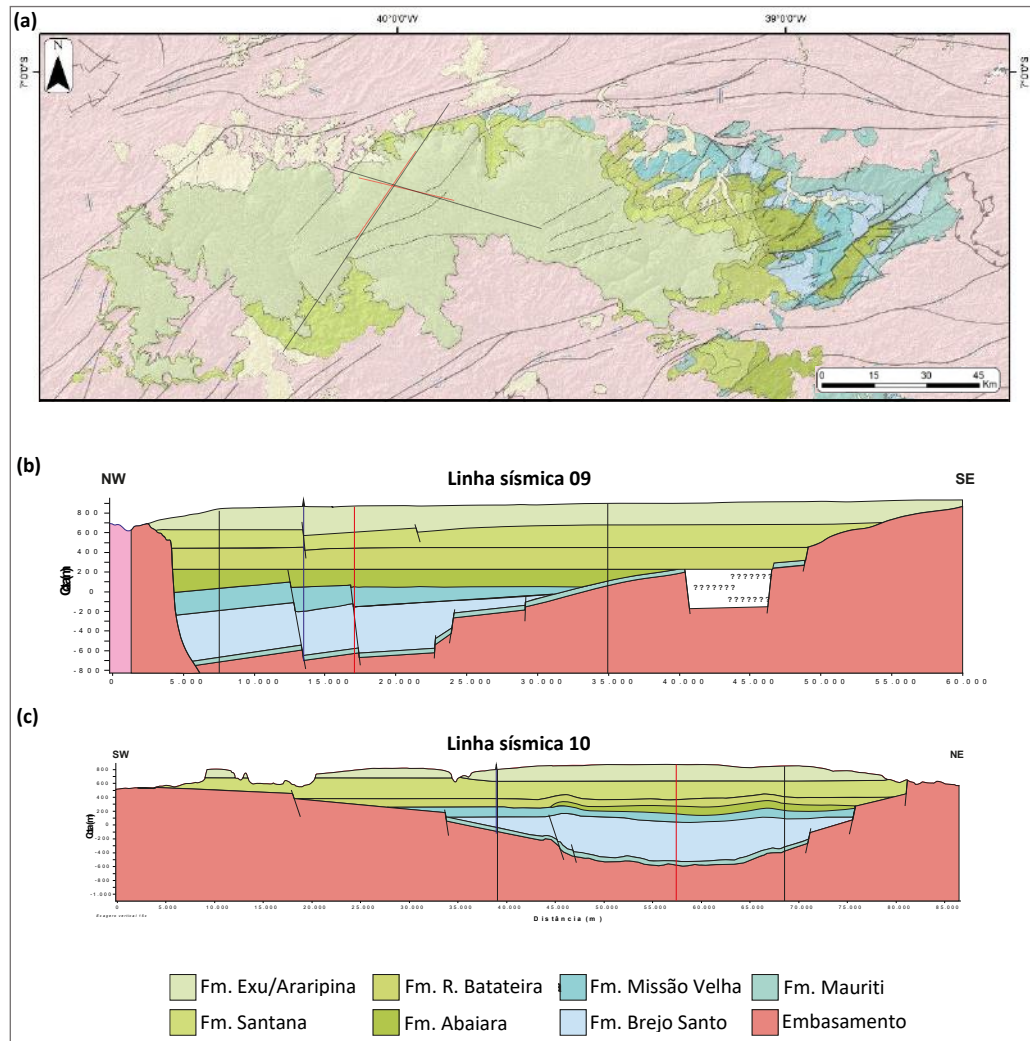 (a)
40°0'0"W 39°0'0"W
N
7°0'0"S 7°0'0"S
0 15 30 45
Km
(b)
NW Linha sísmica 09 SE
800
600
400
200
0
-200
-400
-600
-800
???????
???????
???????
0 5.000 10.000 15.000 20.000 25.000 30.000 35.000 40.000 45.000 50.000 55.000 60.000
(c)
SW Linha sísmica 10 NE
800
600
400
200
0
-200
-400
-600
-800
-1.000
0 5.000 10.000 15.000 20.000 25.000 30.000 35.000 40.000 45.000 50.000 55.000 60.000 65.000 70.000 75.000 80.000 85.000
Distância (m)
Fm. Exu/Araripina Fm. R. Batateira Fm. Missão Velha Fm. Mauriti
Fm. Santana Fm. Abaiara Fm. Brejo Santo Embasamento